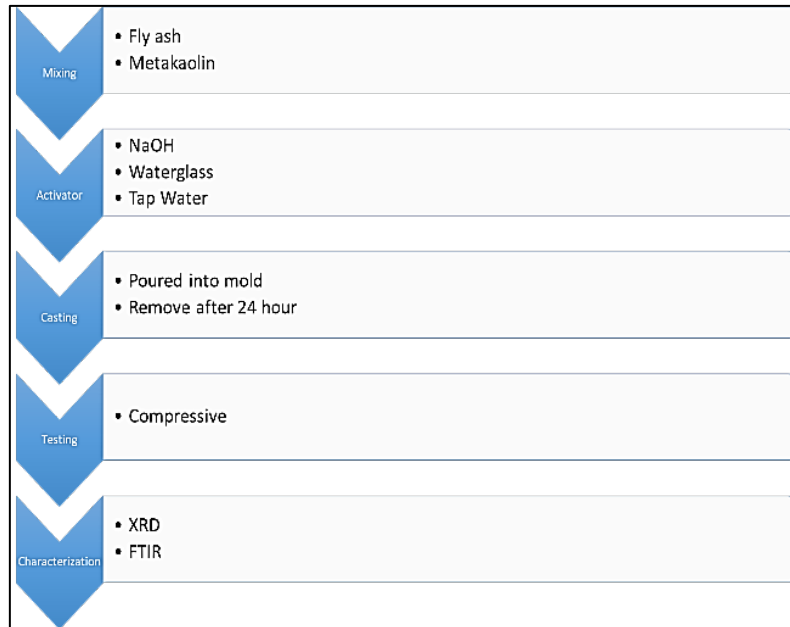 Mixing
• Fly ash
• Metakaolin
Activator
• NaOH
• Waterglass
• Tap Water
Casting
• Poured into mold
• Remove after 24 hour
Testing
• Compressive
Characterization
• XRD
• FTIR